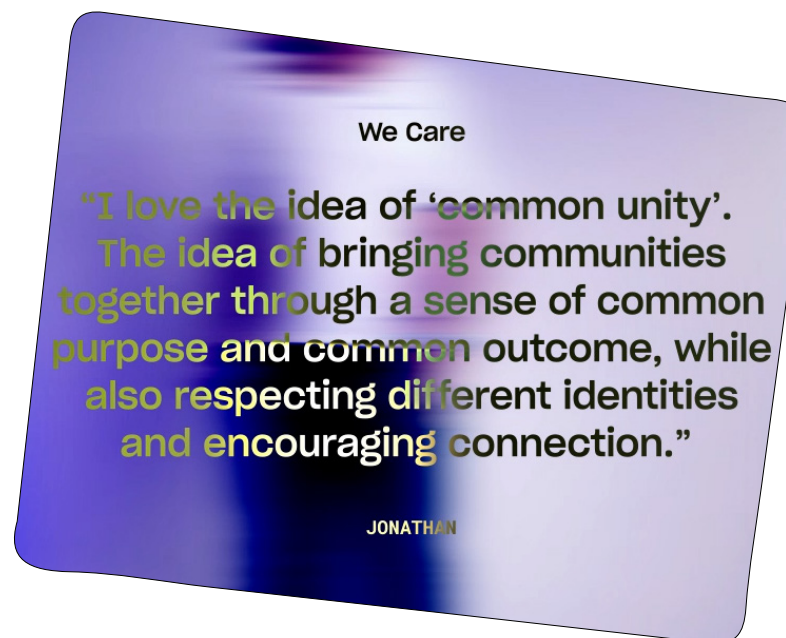 We Care
“I love the idea of ‘common unity’.
The idea of bringing communities
together through a sense of common
purpose and common outcome, while
also respecting different identities
and encouraging connection.”
JONATHAN